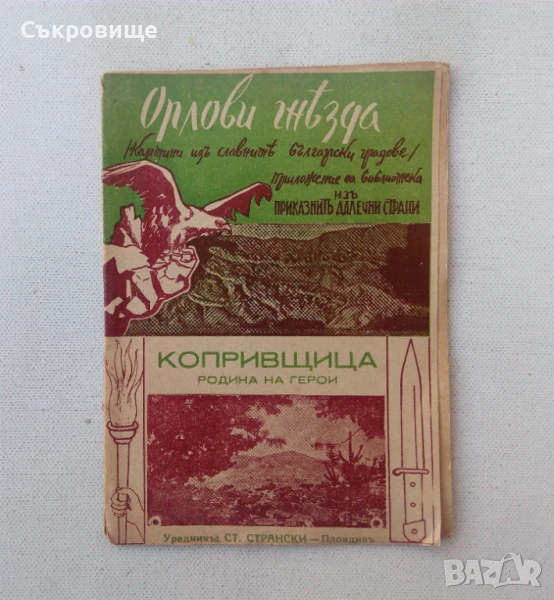 Съкровище
Орлови гнѣзда
/Картини изъ славнитѣ български градове/
Приложение на библиотека
изъ
ПРИКАЗНИТѢ ДАЛЕЧНИ СТРАНИ
КОПРИВЩИЦА
РОДИНА НА ГЕРОИ
Уредникъ: СТ. СТРАНСКИ — Пловдивъ
BAZAR